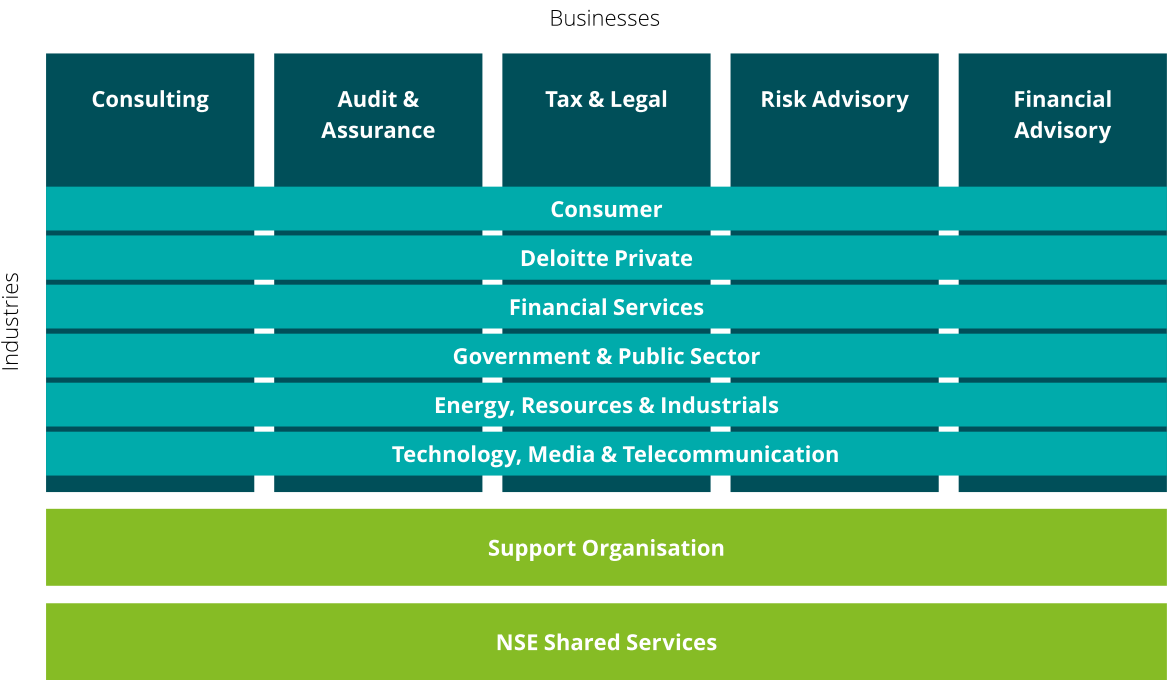 Businesses
Consulting
Audit &
Assurance
Tax & Legal
Risk Advisory
Financial
Advisory
Industries
Consumer
Deloitte Private
Financial Services
Government & Public Sector
Energy, Resources & Industrials
Technology, Media & Telecommunication
Support Organisation
NSE Shared Services